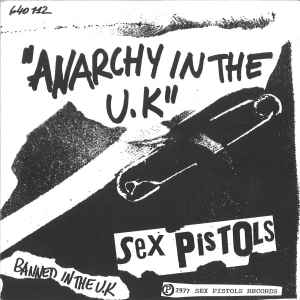 640 112
"ANARCHY IN THE
U.K"
SeX PiSTOLS
BANNED IN THE U.K
Ⓟ 1977 SEX PISTOLS RECORDS